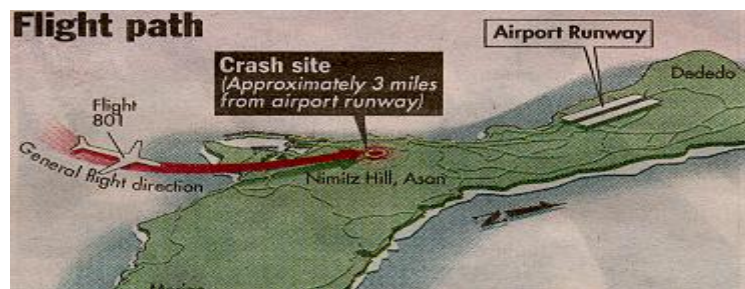 Flight path
Airport Runway
Crash site
(Approximately 3 miles
from airport runway)
Dededo
Flight
801
General flight direction
Nimitz Hill, Asan
N